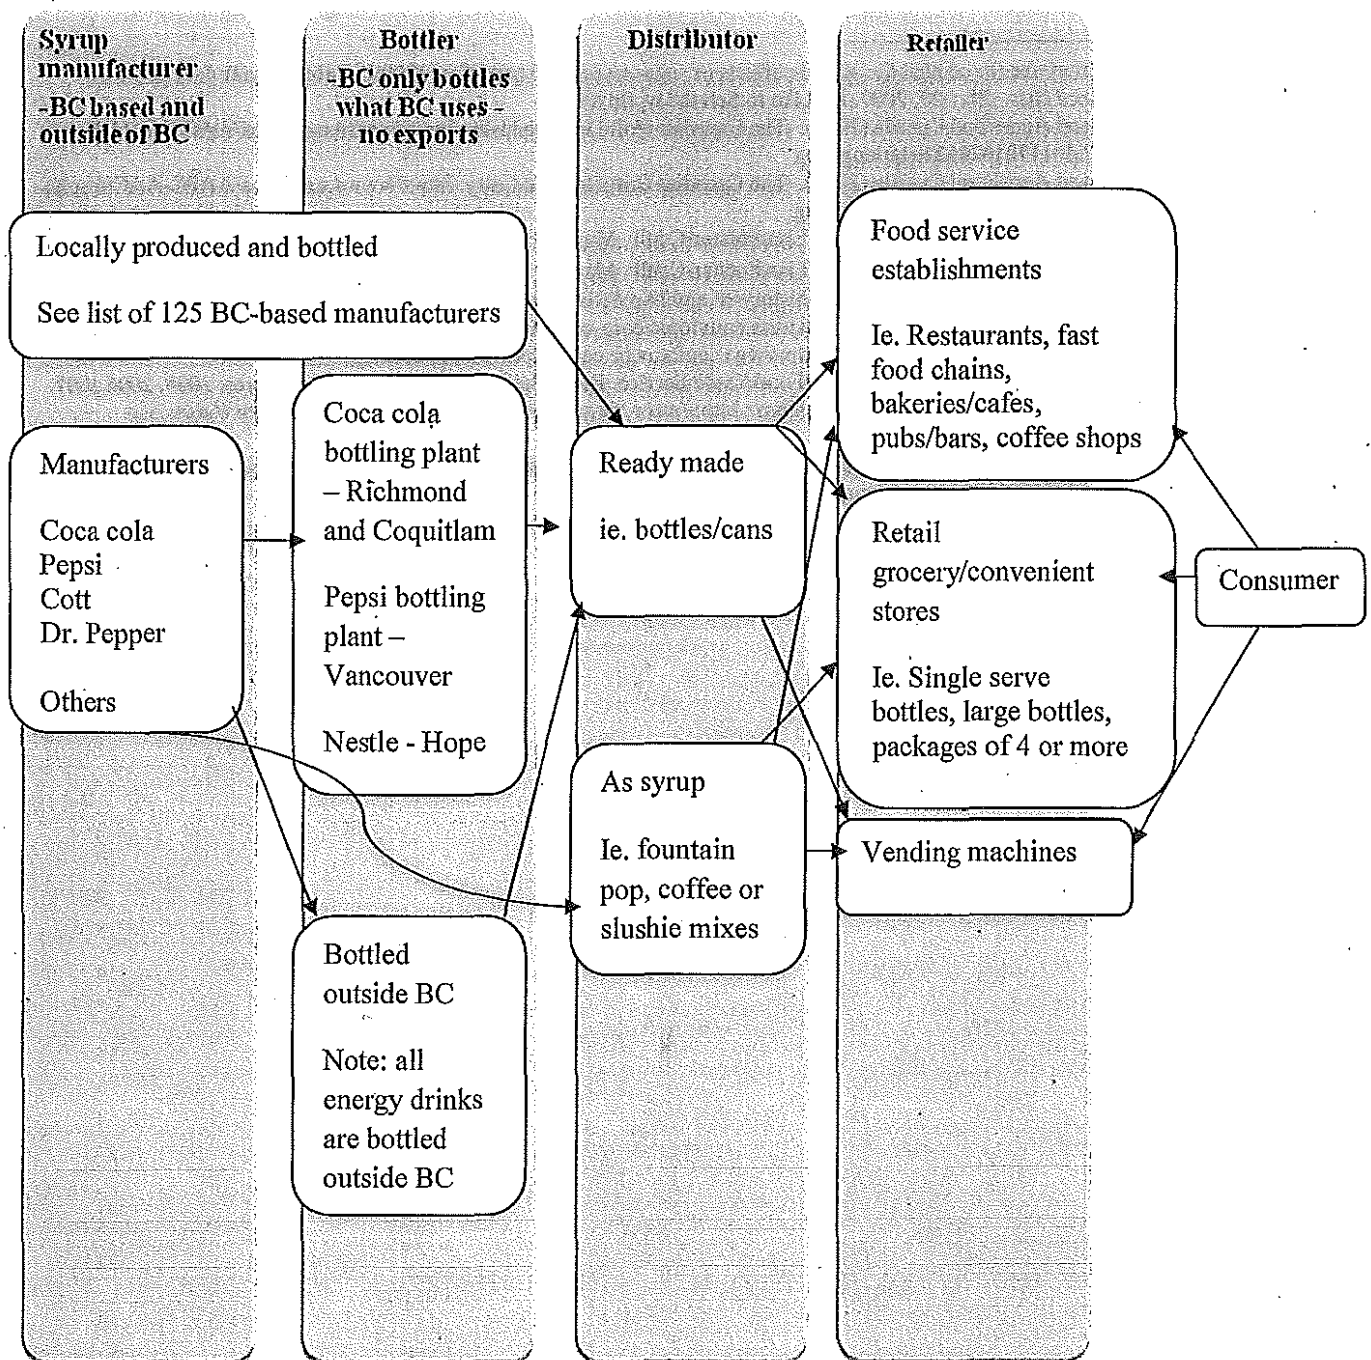 Syrup
manufacturer
-BC based and
outside of BC
Bottler
-BC only bottles
what BC uses -
no exports
Distributor
Retailer
Locally produced and bottled
See list of 125 BC-based manufacturers
Manufacturers
Coca cola
Pepsi
Cott
Dr. Pepper
Others
Coca cola
bottling plant
– Richmond
and Coquitlam
Pepsi bottling
plant –
Vancouver
Nestle - Hope
Bottled
outside BC
Note: all
energy drinks
are bottled
outside BC
Ready made
ie. bottles/cans
As syrup
Ie. fountain
pop, coffee or
slushie mixes
Food service
establishments
Ie. Restaurants, fast
food chains,
bakeries/cafes,
pubs/bars, coffee shops
Retail
grocery/convenient
stores
Ie. Single serve
bottles, large bottles,
packages of 4 or more
Vending machines
Consumer